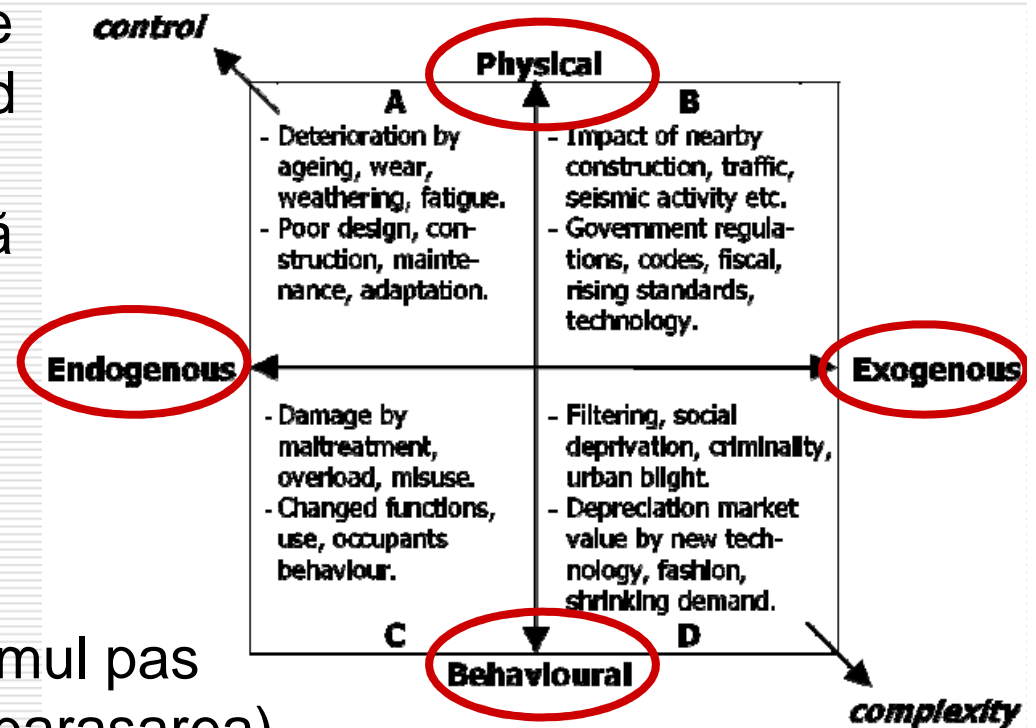 e
control
Physical
d
A
B
- Deterioration by
ageing, wear,
weathering, fatigue.
- Poor design, con-
struction, mainte-
nance, adaptation.
- Impact of nearby
construction, traffic,
seismic activity etc.
- Government regula-
tions, codes, fiscal,
rising standards,
technology.
ă
Endogenous
Exogenous
- Damage by
maltreatment,
overload, misuse.
- Changed functions,
use, occupants
behaviour.
- Filtering, social
deprivation, criminality,
urban blight.
- Depreciation market
value by new tech-
nology, fashion,
shrinking demand.
C
D
Behavioural
mul pas
complexity